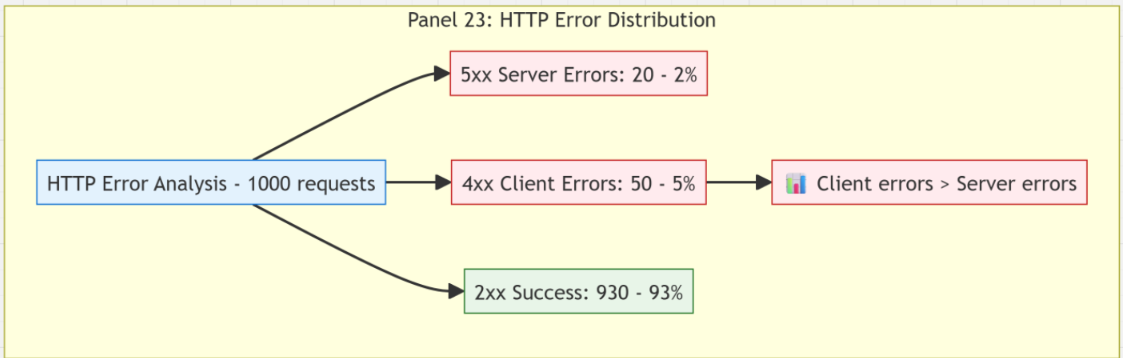 Panel 23: HTTP Error Distribution
5xx Server Errors: 20 - 2%
HTTP Error Analysis - 1000 requests
4xx Client Errors: 50 - 5%
📊 Client errors > Server errors
2xx Success: 930 - 93%